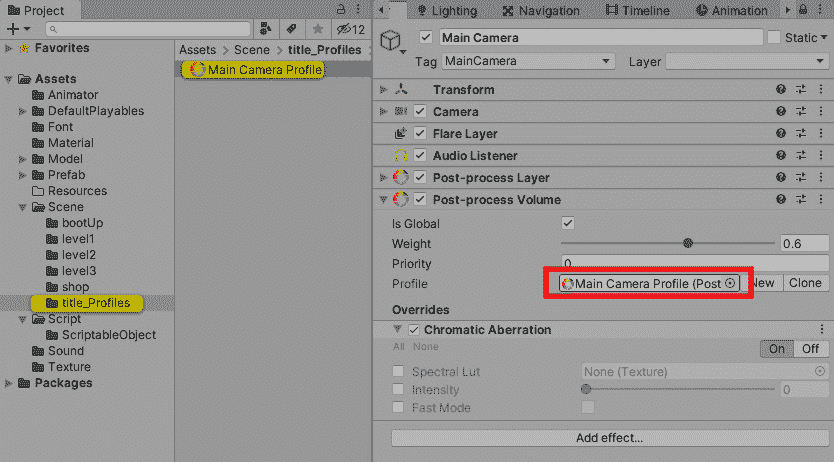 Project
12
Favorites
Assets
Animator
DefaultPlayables
Font
Material
Model
Prefab
Resources
Scene
bootUp
level1
level2
level3
shop
title_Profiles
Script
ScriptableObject
Sound
Texture
Packages
Assets > Scene > title_Profiles >
Main Camera Profile
Lighting Navigation Timeline Animation
Main Camera Static
Tag MainCamera Layer
Transform
Camera
Flare Layer
Audio Listener
Post-process Layer
Post-process Volume
Is Global
Weight 0.6
Priority 0
Profile Main Camera Profile (Post New Clone
Overrides
Chromatic Aberration
All None On Off
Spectral Lut None (Texture)
Intensity 0
Fast Mode
Add effect...